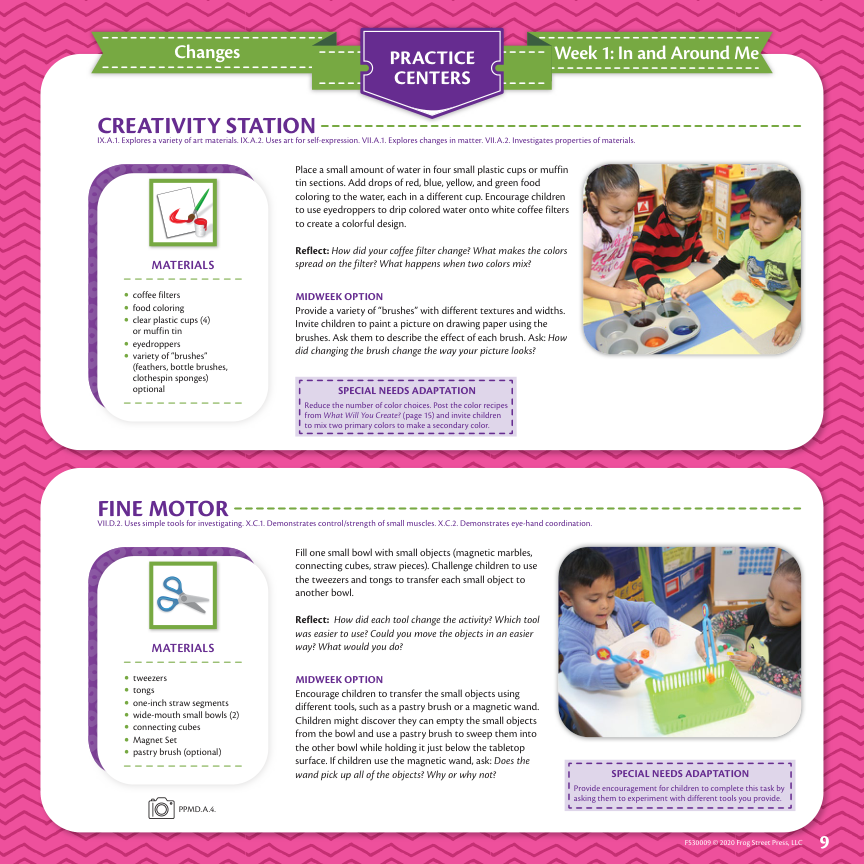 Changes
PRACTICE
CENTERS
Week 1: In and Around Me
CREATIVITY STATION
IX.A.1. Explores a variety of art materials. IX.A.2. Uses art for self-expression. VII.A.1. Explores changes in matter. VII.A.2. Investigates properties of materials.
MATERIALS
• coffee filters
• food coloring
• clear plastic cups (4)
or muffin tin
• eyedroppers
• variety of "brushes"
(feathers, bottle brushes,
clothespin sponges)
optional
Place a small amount of water in four small plastic cups or muffin
tin sections. Add drops of red, blue, yellow, and green food
coloring to the water, each in a different cup. Encourage children
to use eyedroppers to drip colored water onto white coffee filters
to create a colorful design.
Reflect: How did your coffee filter change? What makes the colors
spread on the filter? What happens when two colors mix?
MIDWEEK OPTION
Provide a variety of "brushes" with different textures and widths.
Invite children to paint a picture on drawing paper using the
brushes. Ask them to describe the effect of each brush. Ask: How
did changing the brush change the way your picture looks?
SPECIAL NEEDS ADAPTATION
Reduce the number of color choices. Post the color recipes
from What Will You Create? (page 15) and invite children
to mix two primary colors to make a secondary color.
FINE MOTOR
VII.D.2. Uses simple tools for investigating. X.C.1. Demonstrates control/strength of small muscles. X.C.2. Demonstrates eye-hand coordination.
MATERIALS
• tweezers
• tongs
• one-inch straw segments
• wide-mouth small bowls (2)
• connecting cubes
• Magnet Set
• pastry brush (optional)
PPMD.A.4.
Fill one small bowl with small objects (magnetic marbles,
connecting cubes, straw pieces). Challenge children to use
the tweezers and tongs to transfer each small object to
another bowl.
Reflect: How did each tool change the activity? Which tool
was easier to use? Could you move the objects in an easier
way? What would you do?
MIDWEEK OPTION
Encourage children to transfer the small objects using
different tools, such as a pastry brush or a magnetic wand.
Children might discover they can empty the small objects
from the bowl and use a pastry brush to sweep them into
the other bowl while holding it just below the tabletop
surface. If children use the magnetic wand, ask: Does the
wand pick up all of the objects? Why or why not?
SPECIAL NEEDS ADAPTATION
Provide encouragement for children to complete this task by
asking them to experiment with different tools you provide.
FS30009 © 2020 Frog Street Press, LLC 9